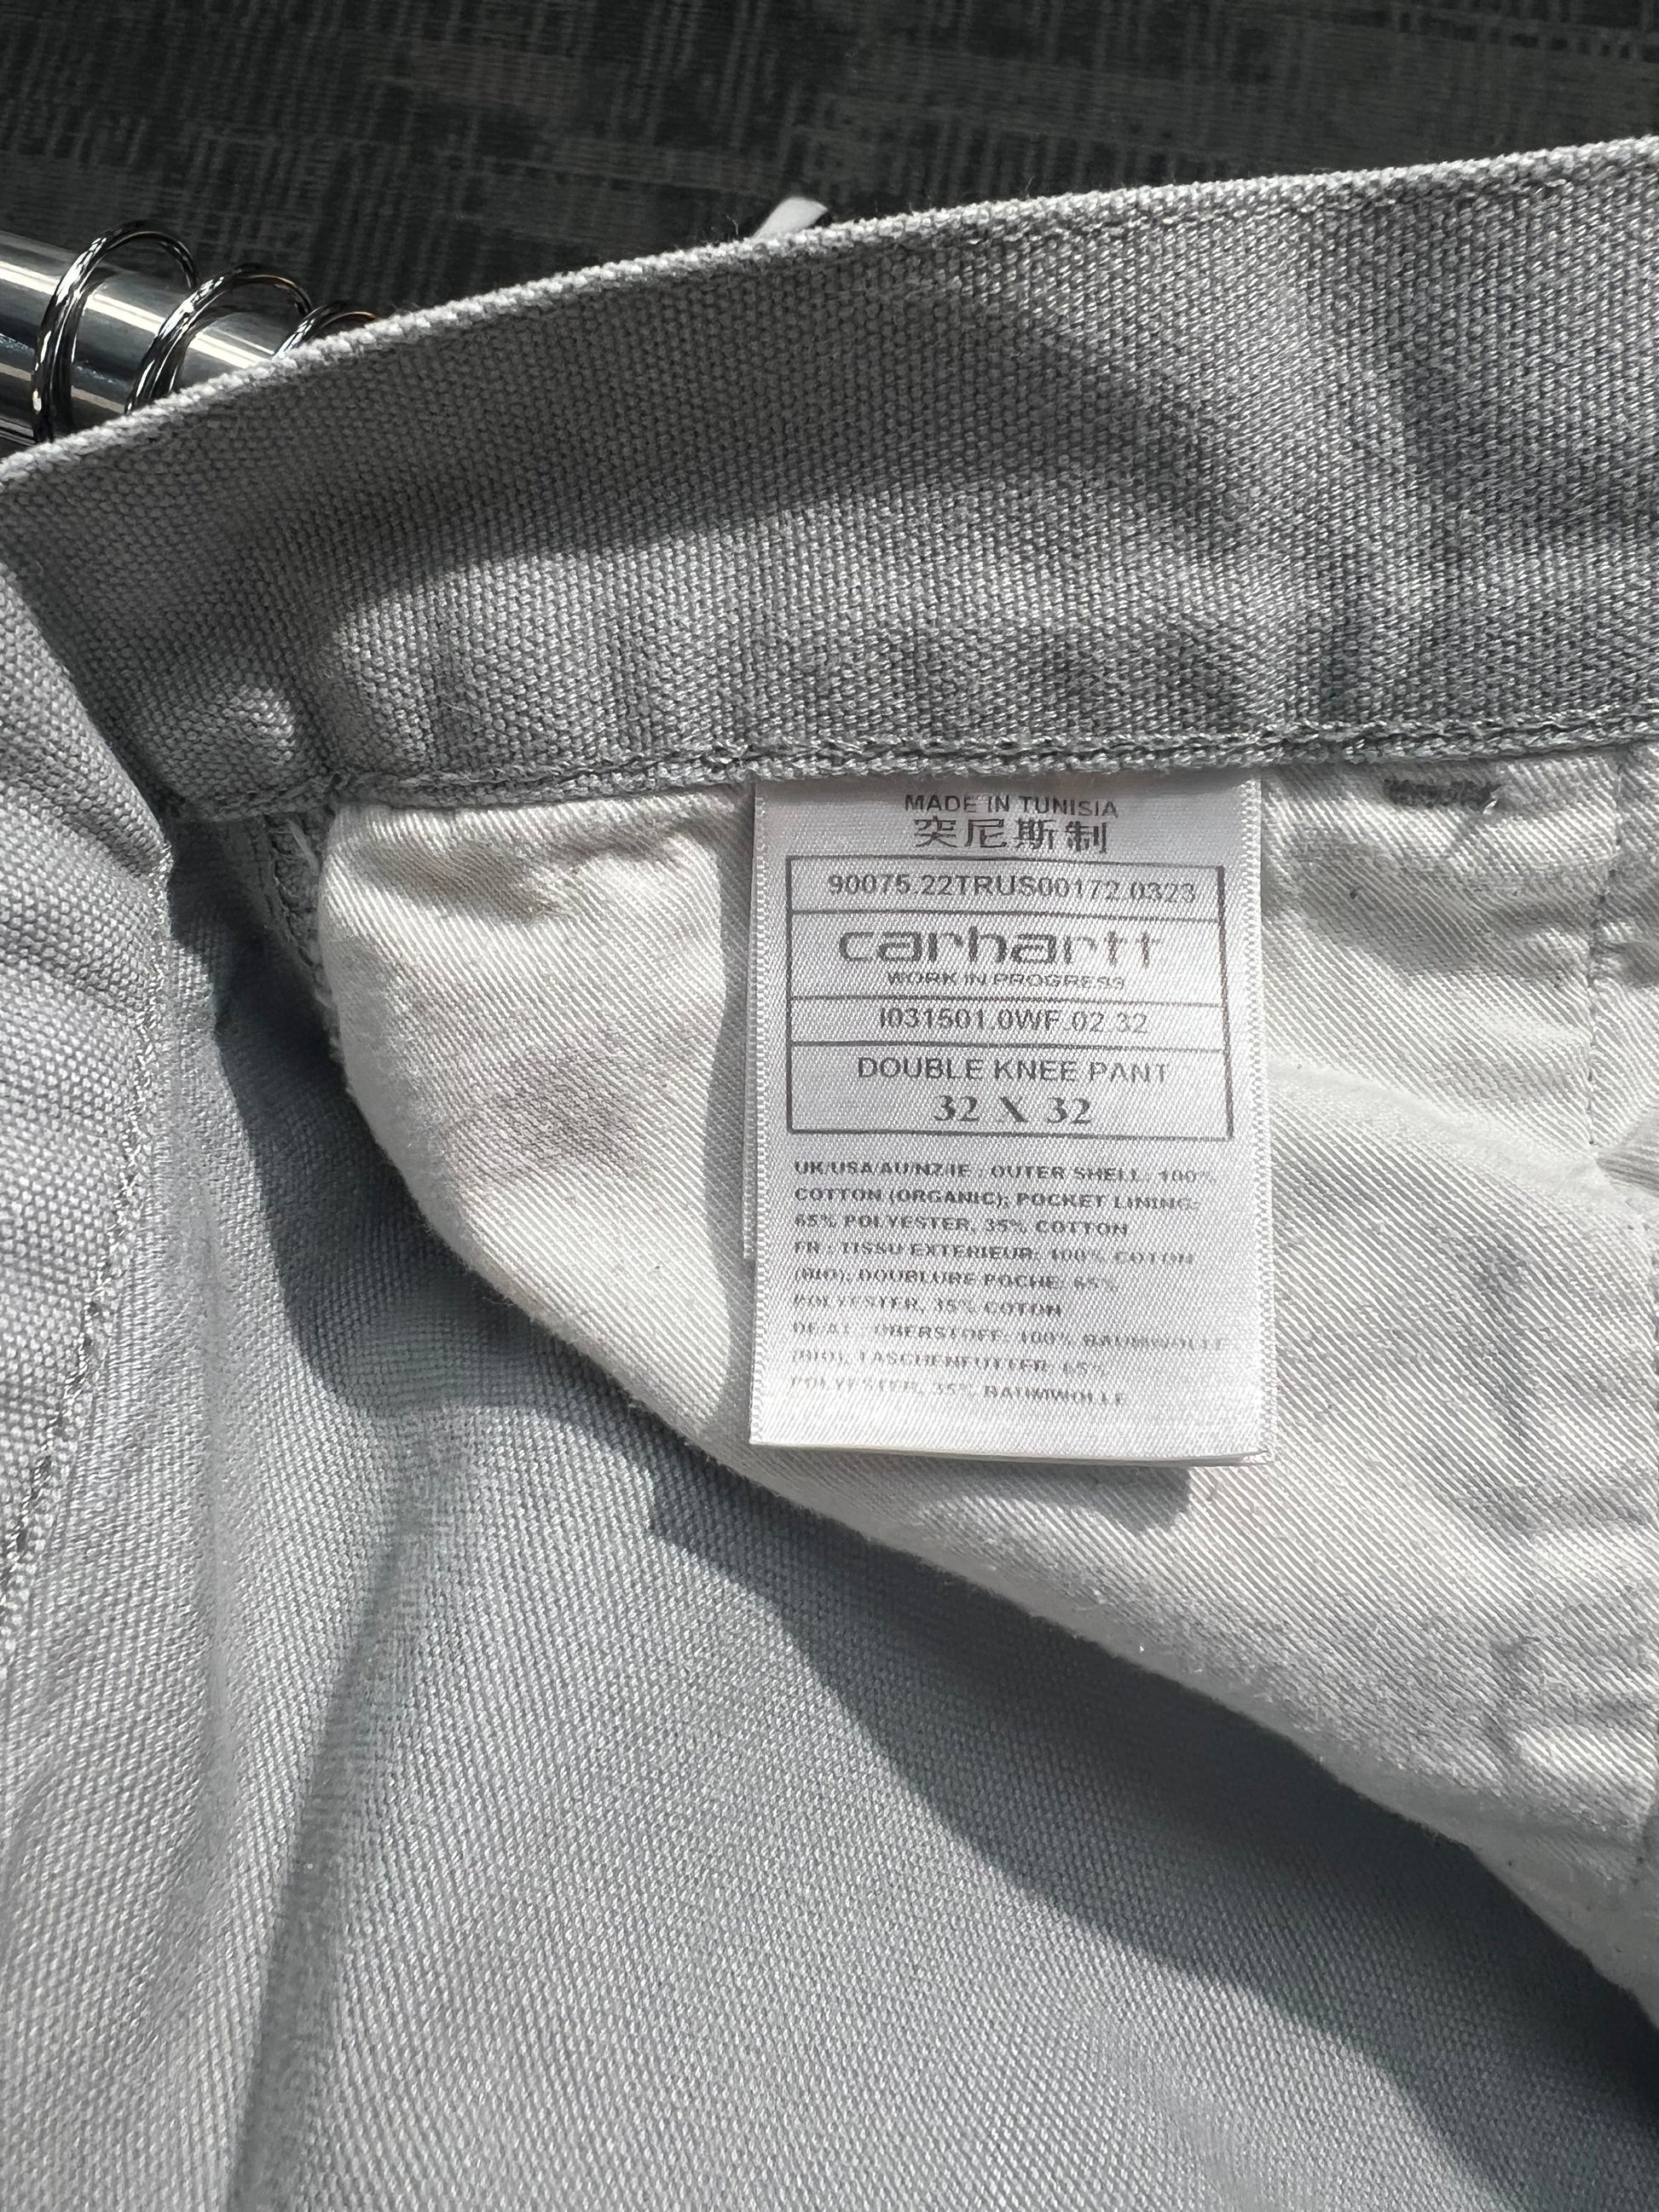 MADE IN TUNISIA
突尼斯制
90075.22TRUS00172.0323
carhartt
WORK IN PROGRESS
I031501.0WF.02.32
DOUBLE KNEE PANT
32 X 32
UK/USA/AU/NZ/IE : OUTER SHELL: 100%
COTTON (ORGANIC); POCKET LINING:
65% POLYESTER, 35% COTTON
FR : TISSU EXTERIEUR: 100% COTON
(BIO); DOUBLURE POCHE: 65%
POLYESTER, 35% COTON
DE/AT : OBERSTOFF: 100% BAUMWOLLE
(BIO); TASCHENFUTTER: 65%
POLYESTER, 35% BAUMWOLLE